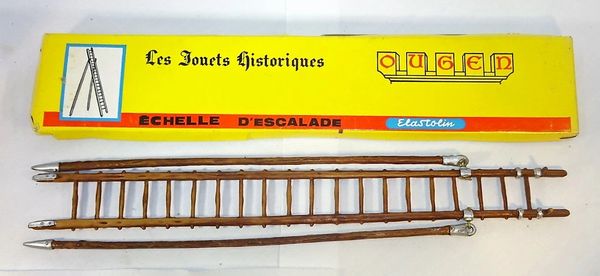 Les Jouets Historiques
OUGEN
ÉCHELLE D'ESCALADE
Elastolin